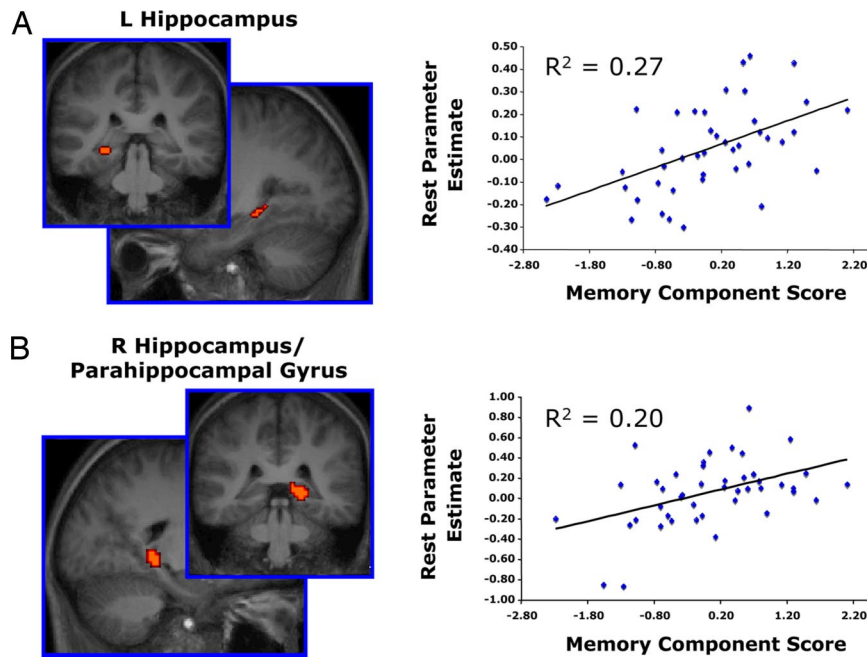 A
L Hippocampus
R² = 0.27
Rest Parameter
Estimate
0.50
0.40
0.30
0.20
0.10
0.00
-0.10
-0.20
-0.30
-0.40
-2.80 -1.80 -0.80 0.20 1.20 2.20
Memory Component Score
B
R Hippocampus/
Parahippocampal Gyrus
R² = 0.20
Rest Parameter
Estimate
1.00
0.80
0.60
0.40
0.20
0.00
-0.20
-0.40
-0.60
-0.80
-1.00
-2.80 -1.80 -0.80 0.20 1.20 2.20
Memory Component Score